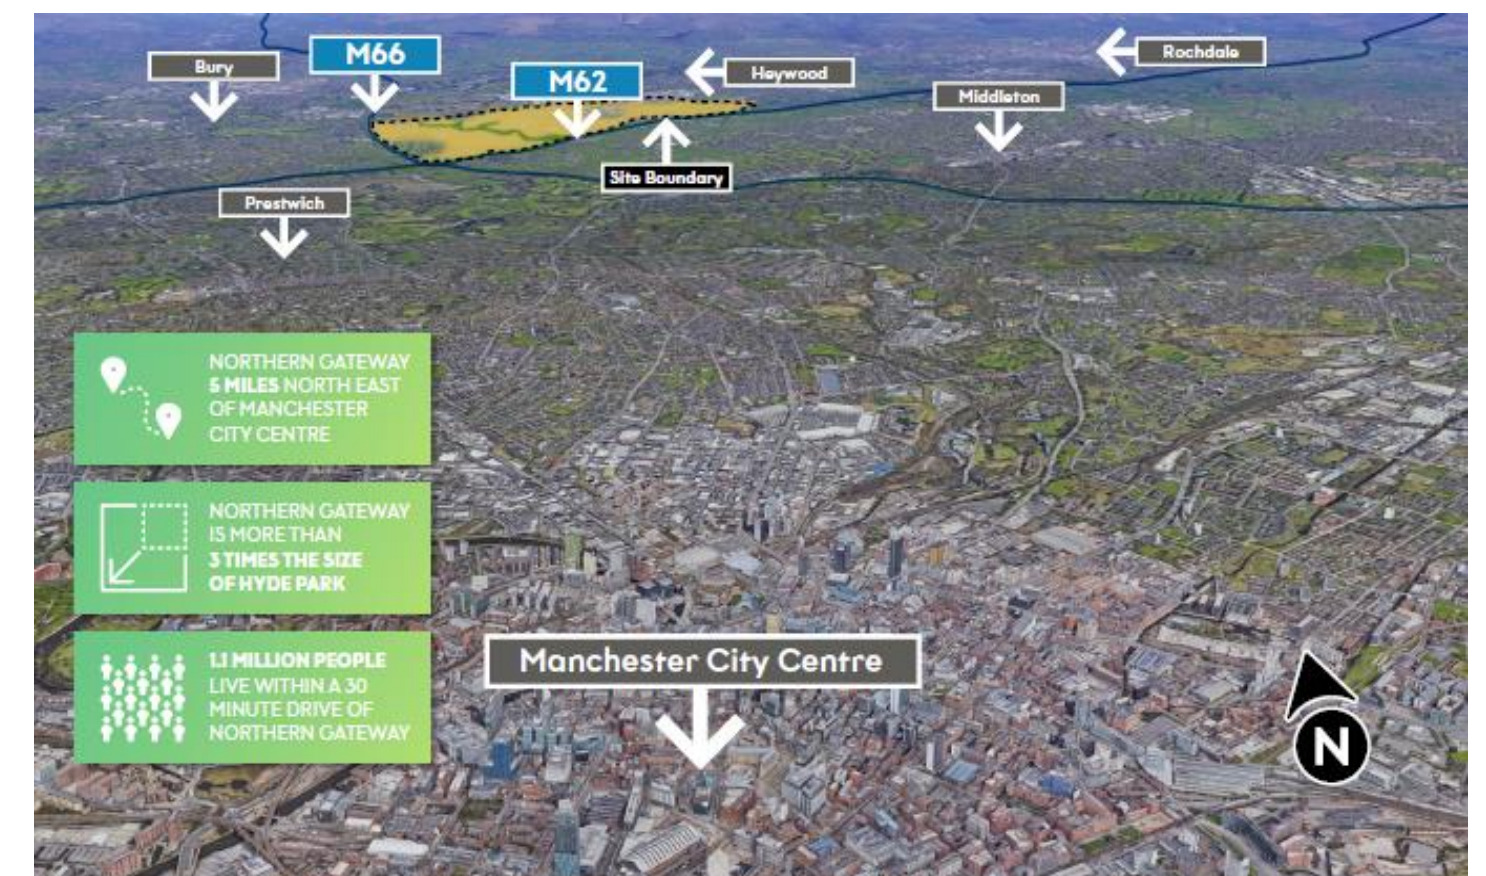 M66
Bury
M62
Heywood
Rochdale
Middleton
Site Boundary
Prestwich
NORTHERN GATEWAY
5 MILES NORTH EAST
OF MANCHESTER
CITY CENTRE
NORTHERN GATEWAY
IS MORE THAN
3 TIMES THE SIZE
OF HYDE PARK
1.1 MILLION PEOPLE
LIVE WITHIN A 30
MINUTE DRIVE OF
NORTHERN GATEWAY
Manchester City Centre
N